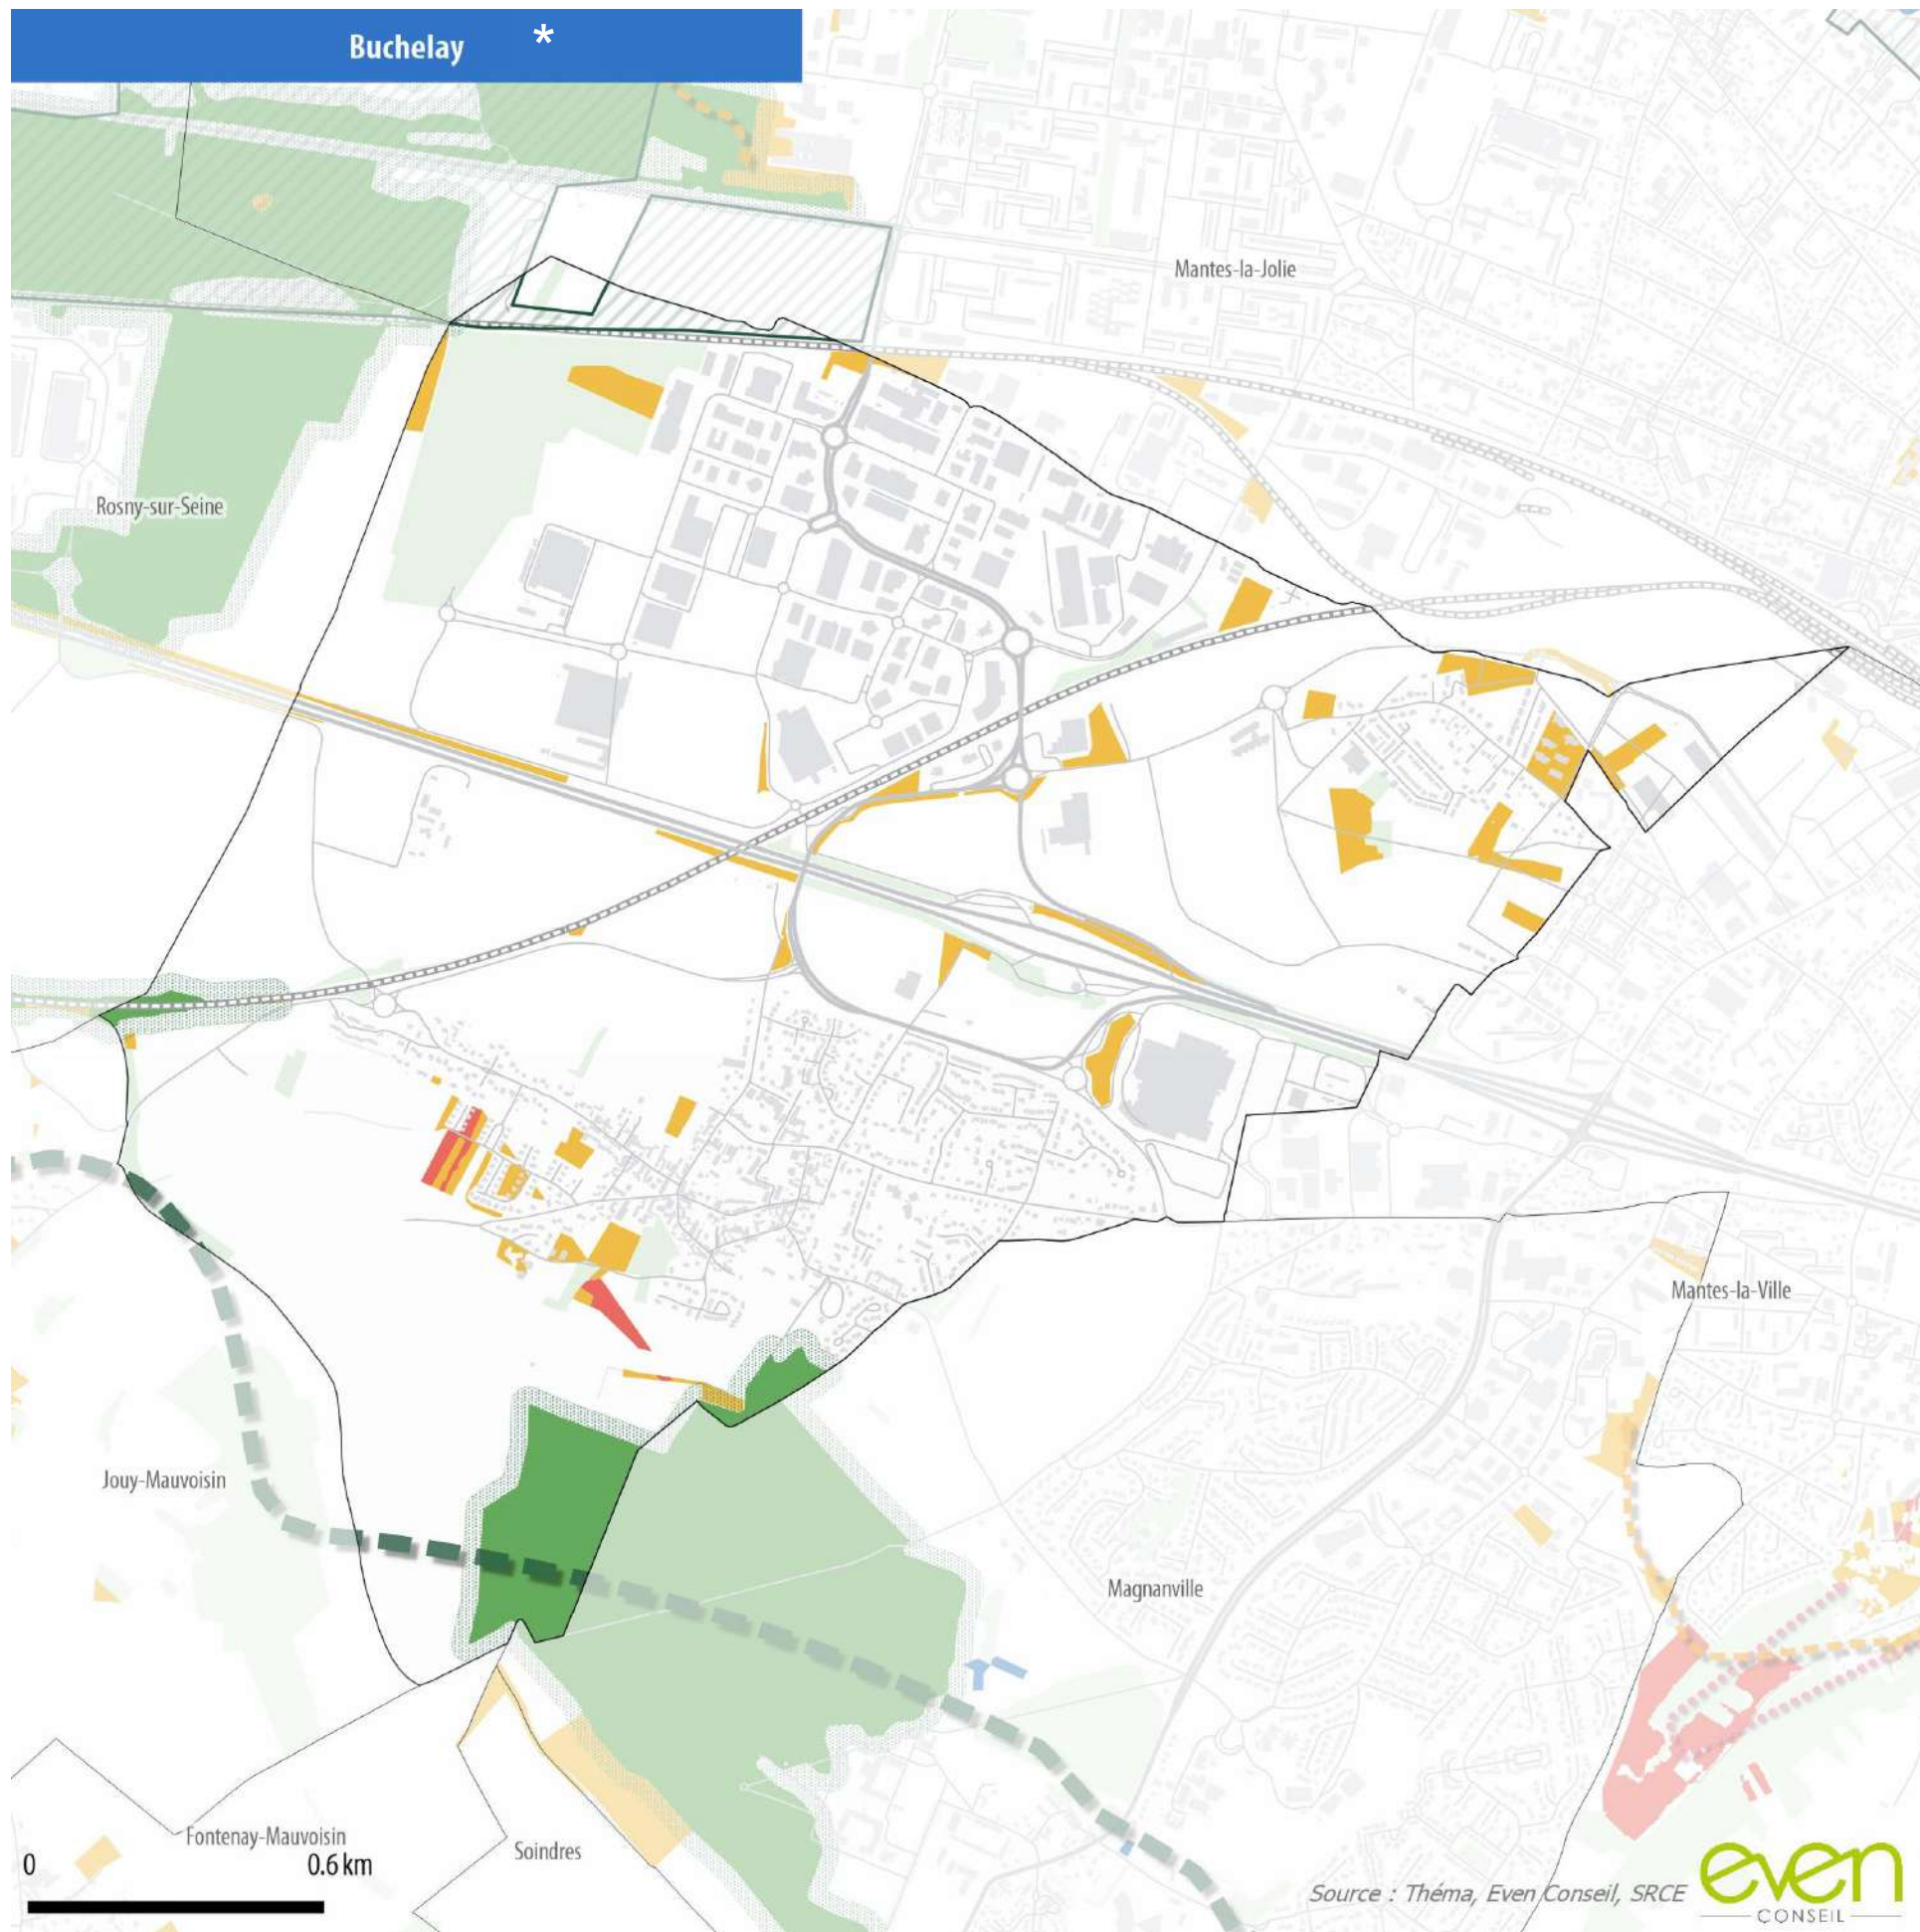 Buchelay *
Mantes-la-Jolie
Rosny-sur-Seine
Mantes-la-Ville
Jouy-Mauvoisin
Magnanville
Fontenay-Mauvoisin
Soindres
0 0.6 km
Source : Théma, Even Conseil, SRCE
even
CONSEIL